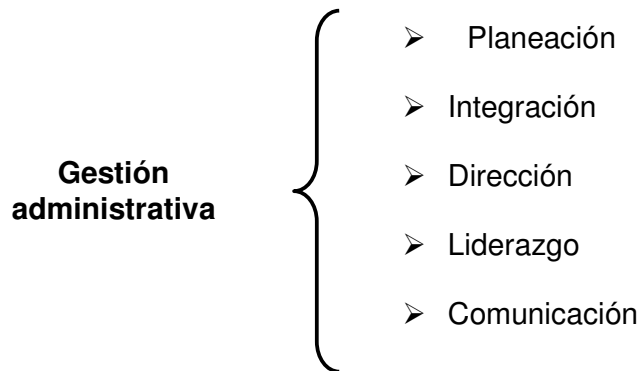 Gestión
administrativa
➢ Planeación
➢ Integración
➢ Dirección
➢ Liderazgo
➢ Comunicación